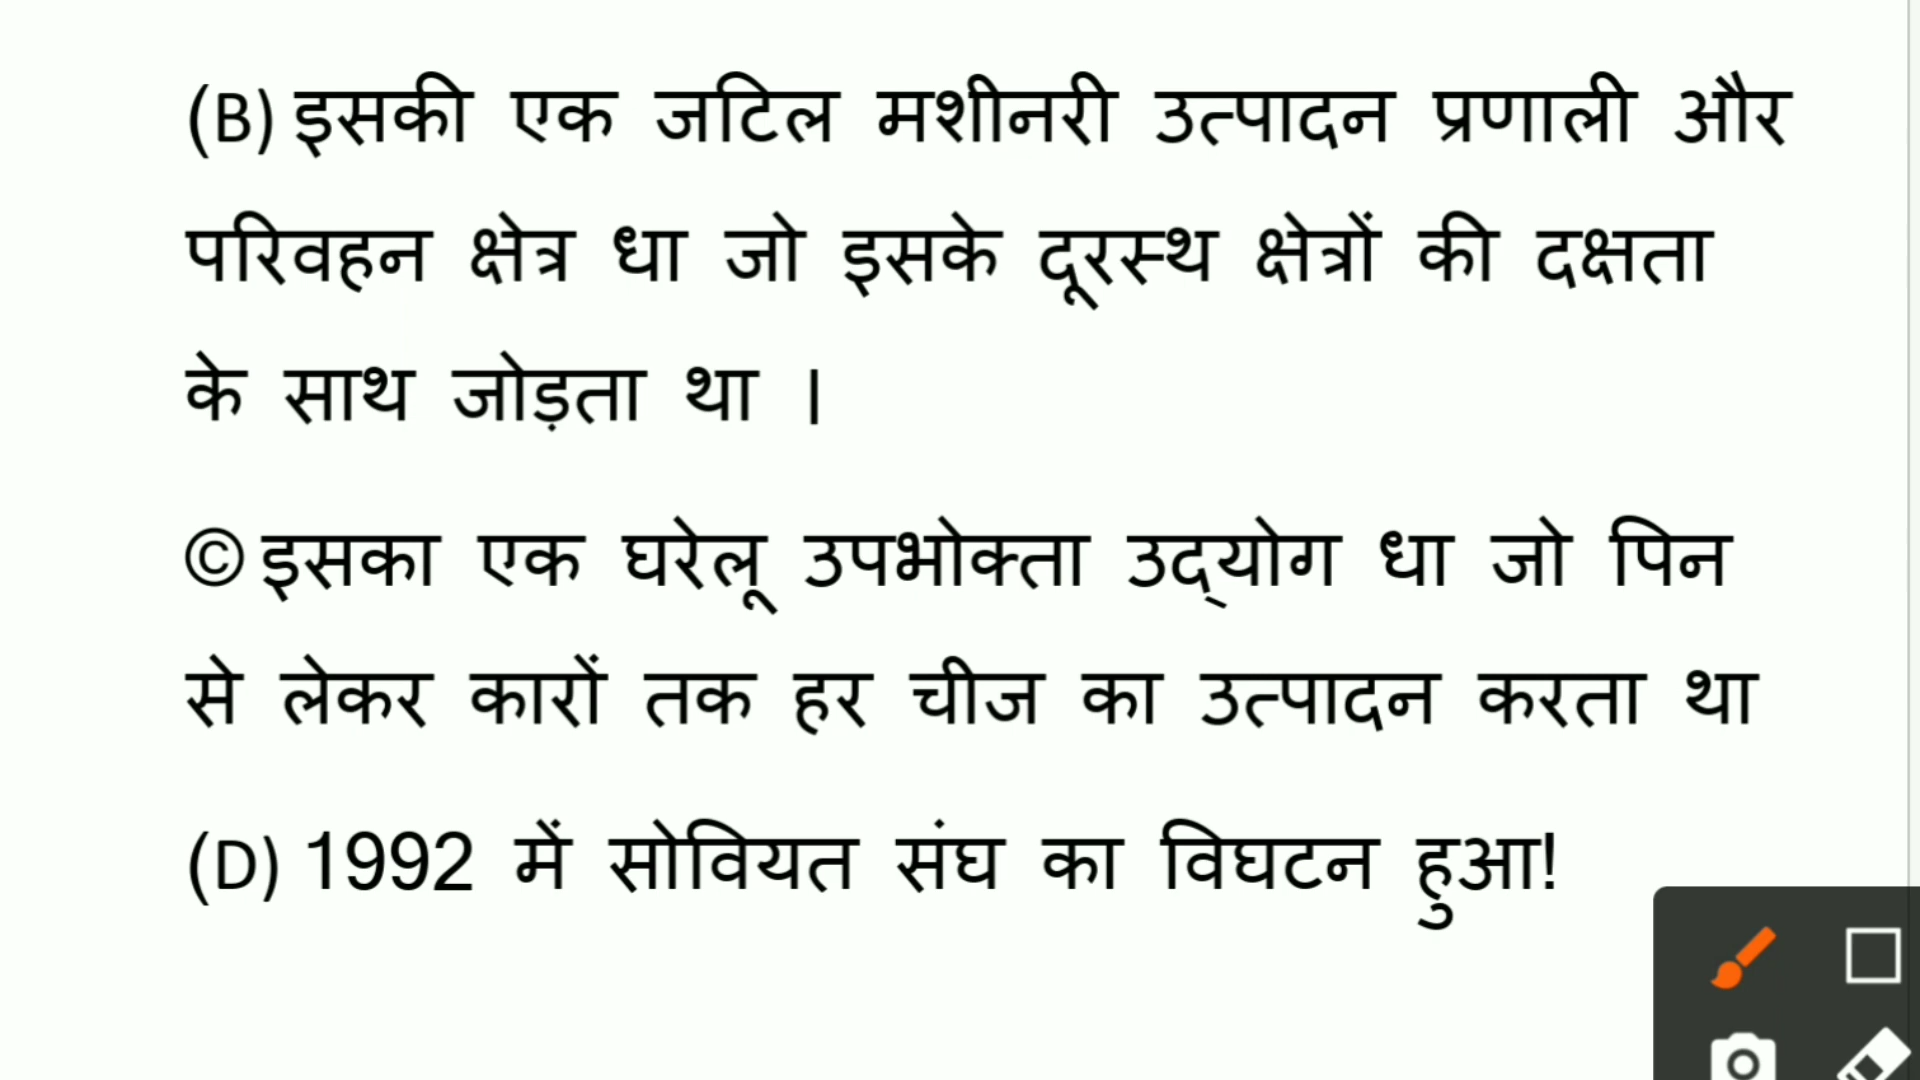 (B) इसकी एक जटिल मशीनरी उत्पादन प्रणाली और
परिवहन क्षेत्र धा जो इसके दूरस्थ क्षेत्रों की दक्षता
के साथ जोड़ता था ।
© इसका एक घरेलू उपभोक्ता उद्‌योग धा जो पिन
से लेकर कारों तक हर चीज का उत्पादन करता था
(D) 1992 में सोवियत संघ का विघटन हुआ!